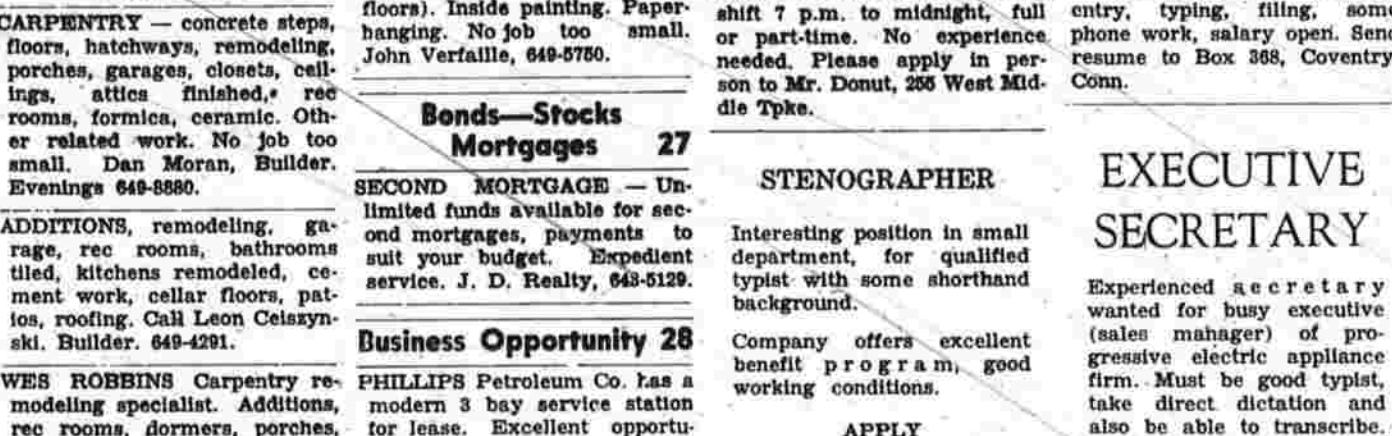 CARPENTRY — concrete steps,
floors, hatchways, remodeling,
porches, garages, closets, ceil-
ings, attics finished, rec
rooms, formica, ceramic. Oth-
er related work. No job too
small. Dan Moran, Builder.
Evenings 649-8880.
ADDITIONS, remodeling, ga-
rage, rec rooms, bathrooms
tiled, kitchens remodeled, ce-
ment work, cellar floors, pat-
ios, roofing. Call Leon Ceiszyn-
ski. Builder. 649-4291.
WES ROBBINS Carpentry re-
modeling specialist. Additions,
rec rooms, dormers, porches,
floors). Inside painting. Paper-
hanging. No job too small.
John Verfaille, 649-5750.
Bonds—Stocks
Mortgages 27
SECOND MORTGAGE — Un-
limited funds available for sec-
ond mortgages, payments to
suit your budget. Expedient
service. J. D. Realty, 643-5129.
Business Opportunity 28
PHILLIPS Petroleum Co. has a
modern 3 bay service station
for lease. Excellent opportu-
shift 7 p.m. to midnight, full
or part-time. No experience
needed. Please apply in per-
son to Mr. Donut, 255 West Mid-
dle Tpke.
STENOGRAPHER
Interesting position in small
department, for qualified
typist with some shorthand
background.
Company offers excellent
benefit program, good
working conditions.
APPLY
entry, typing, filing, some
phone work, salary open. Send
resume to Box 368, Coventry
Conn.
EXECUTIVE
SECRETARY
Experienced secretary
wanted for busy executive
(sales mahager) of pro-
gressive electric appliance
firm. Must be good typist,
take direct dictation and
also be able to transcribe.